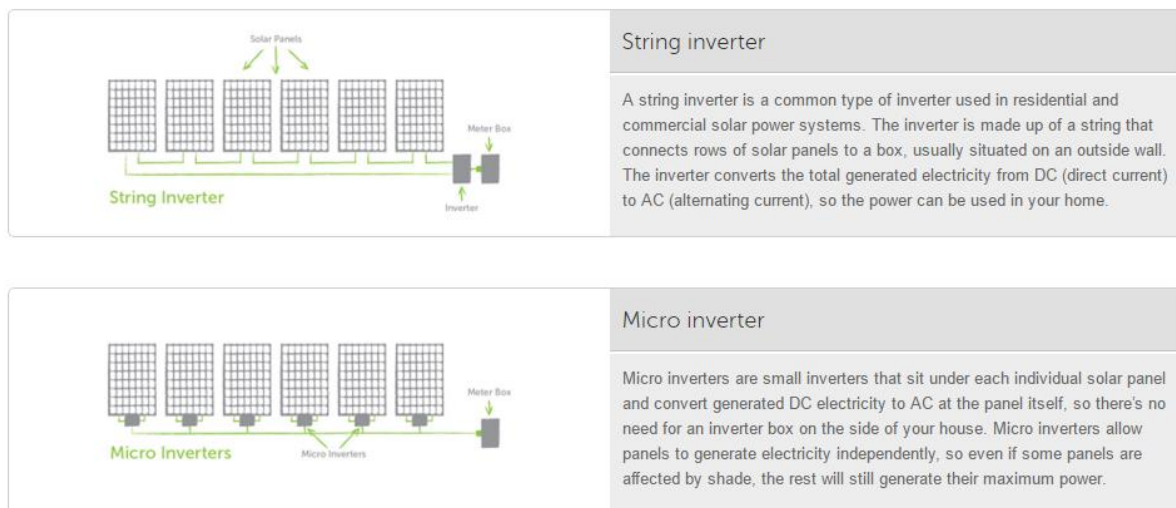 Solar Panels
Meter Box
String Inverter
Inverter
String inverter
A string inverter is a common type of inverter used in residential and
commercial solar power systems. The inverter is made up of a string that
connects rows of solar panels to a box, usually situated on an outside wall.
The inverter converts the total generated electricity from DC (direct current)
to AC (alternating current), so the power can be used in your home.
Meter Box
Micro Inverters
Micro Inverters
Micro inverter
Micro inverters are small inverters that sit under each individual solar panel
and convert generated DC electricity to AC at the panel itself, so there's no
need for an inverter box on the side of your house. Micro inverters allow
panels to generate electricity independently, so even if some panels are
affected by shade, the rest will still generate their maximum power.